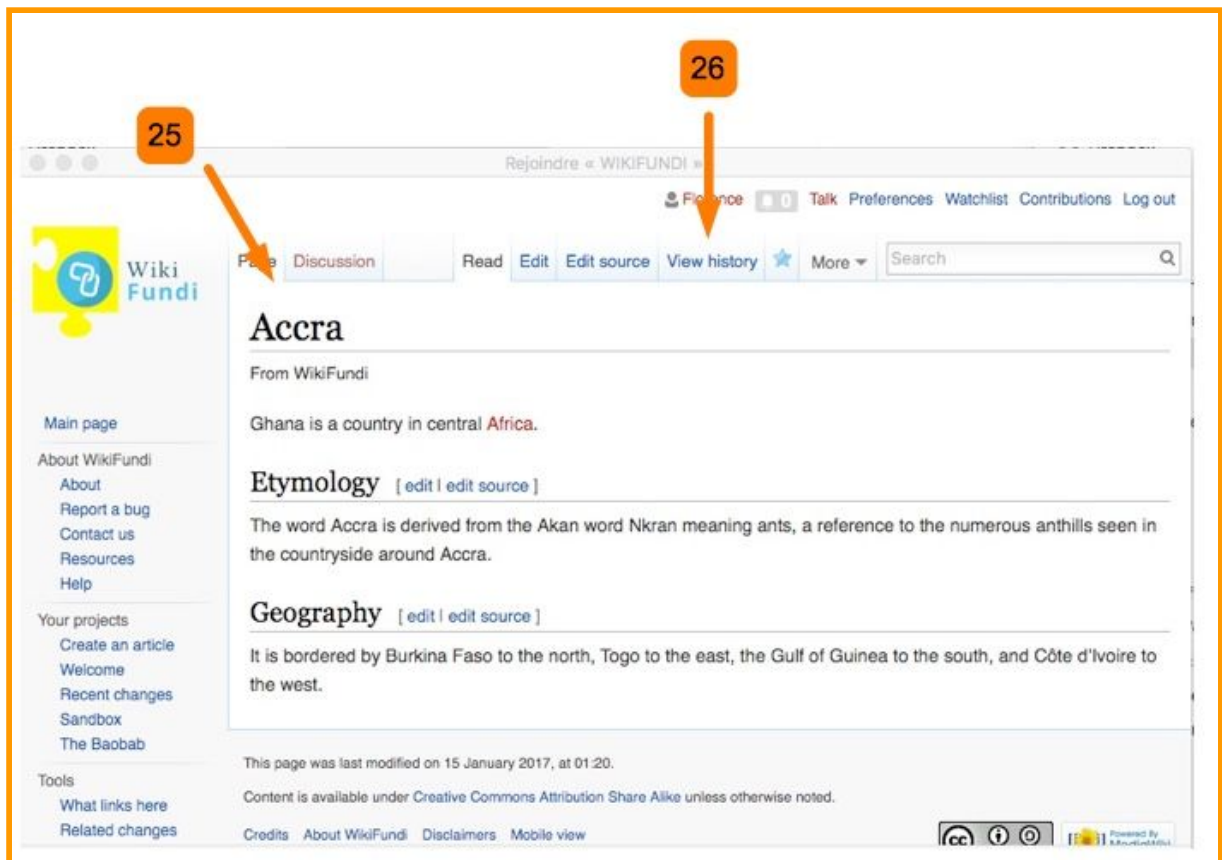 26
25
Rejoindre « WIKIFUNDI »
Florence 0 Talk Preferences Watchlist Contributions Log out
Wiki
Fundi
Page Discussion Read Edit Edit source View history More Search
Accra
From WikiFundi
Ghana is a country in central Africa.
Etymology [ edit | edit source ]
The word Accra is derived from the Akan word Nkran meaning ants, a reference to the numerous anthills seen in
the countryside around Accra.
Geography [ edit | edit source ]
It is bordered by Burkina Faso to the north, Togo to the east, the Gulf of Guinea to the south, and Côte d'Ivoire to
the west.
Main page
About WikiFundi
About
Report a bug
Contact us
Resources
Help
Your projects
Create an article
Welcome
Recent changes
Sandbox
The Baobab
Tools
What links here
Related changes
This page was last modified on 15 January 2017, at 01:20.
Content is available under Creative Commons Attribution Share Alike unless otherwise noted.
Credits About WikiFundi Disclaimers Mobile view
cc
Powered By
MediaWiki